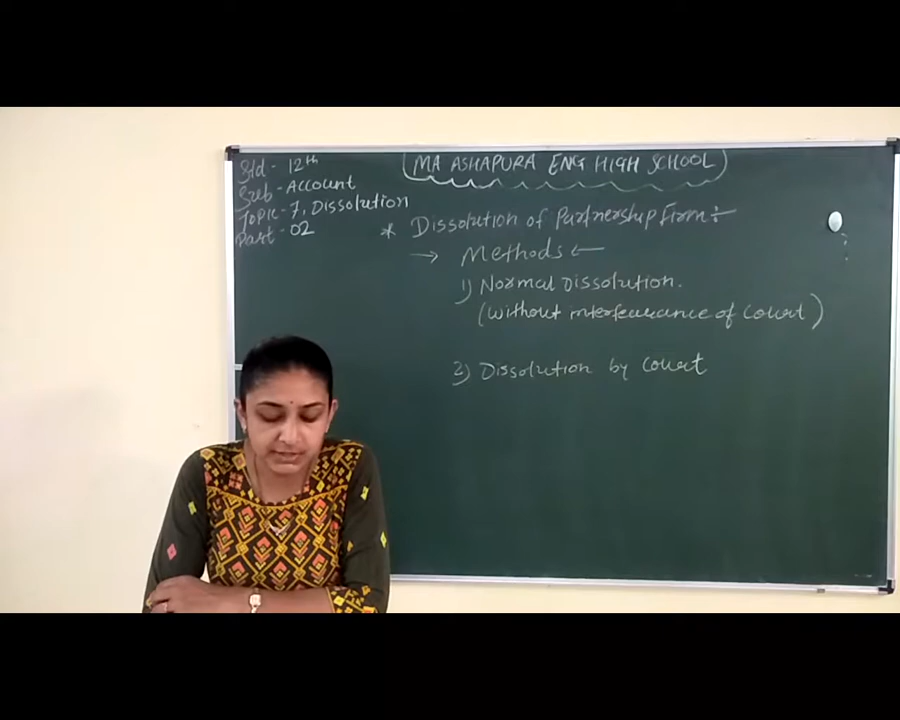 Std - 12th
Sub - Account
Topic - 7, Dissolution
Part - 02
MA ASHAPURA ENG HIGH SCHOOL
* Dissolution of Partnership Firm ÷
→ Methods ←
1) Normal Dissolution.
(without interfeurance of Court)
2) Dissolution by Court